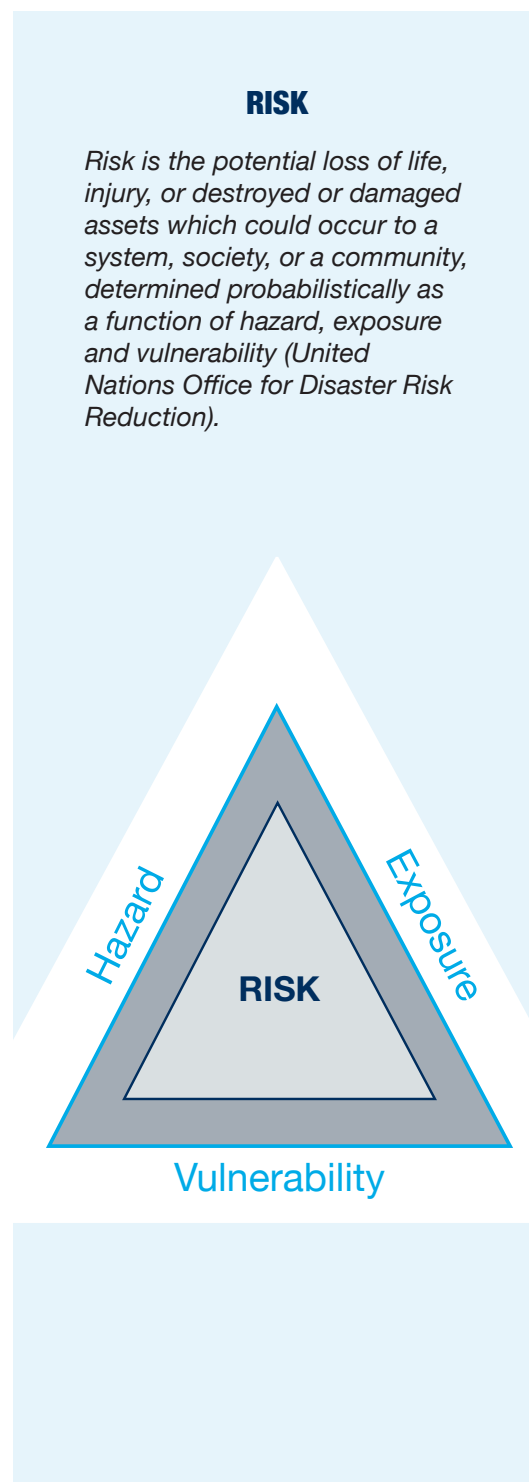 RISK
Risk is the potential loss of life,
injury, or destroyed or damaged
assets which could occur to a
system, society, or a community,
determined probabilistically as
a function of hazard, exposure
and vulnerability (United
Nations Office for Disaster Risk
Reduction).
Hazard
Exposure
RISK
Vulnerability